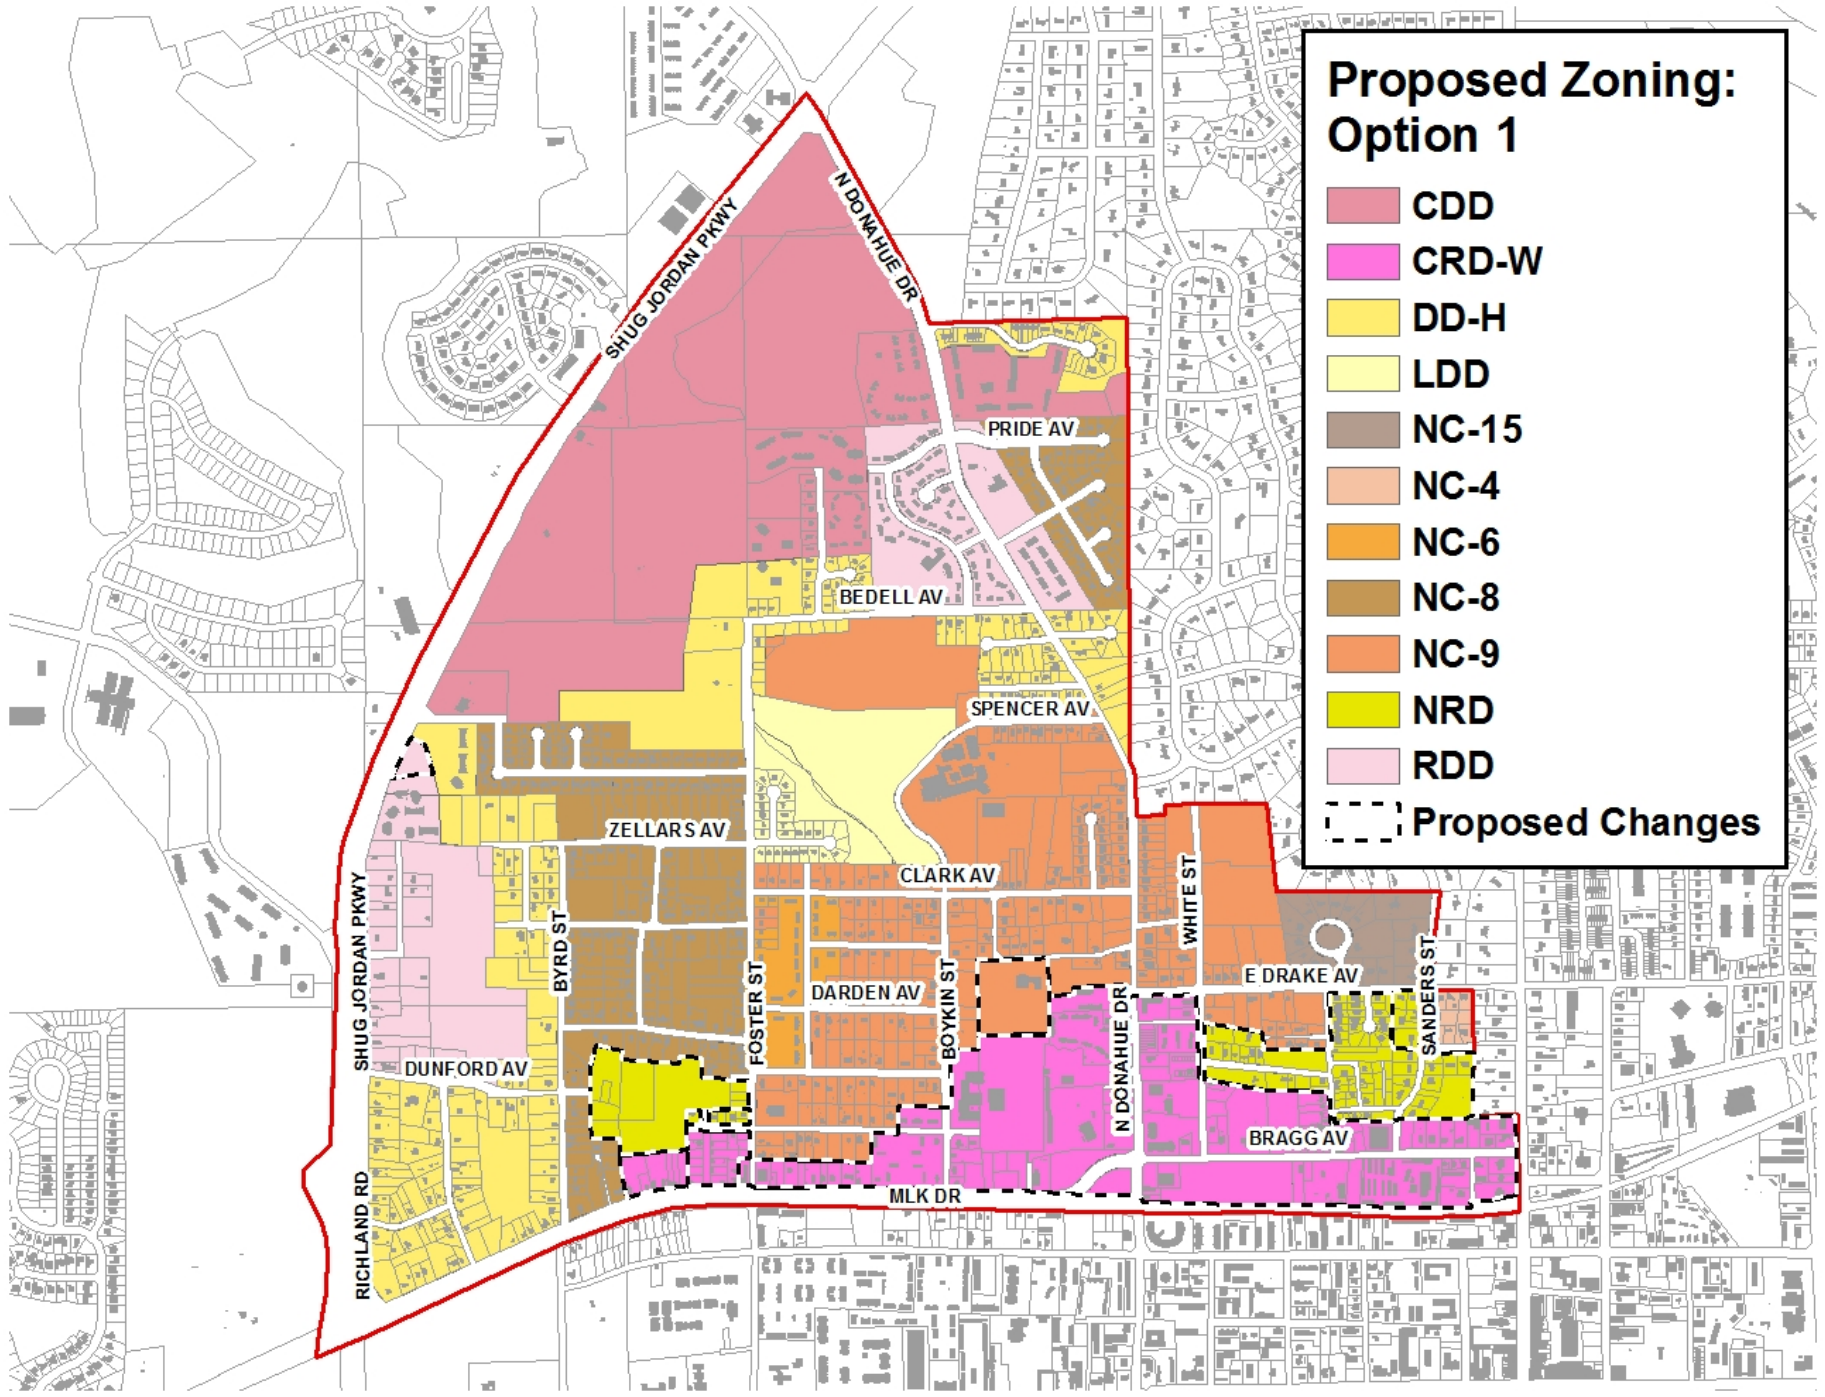 Proposed Zoning:
Option 1
CDD
CRD-W
DD-H
LDD
NC-15
NC-4
NC-6
NC-8
NC-9
NRD
RDD
Proposed Changes
N DONAHUE DR
SHUG JORDAN PKWY
PRIDE AV
BEDELL AV
SPENCER AV
ZELLARS AV
CLARK AV
WHITE ST
SHUG JORDAN PKWY
BYRD ST
FOSTER ST
DARDEN AV
BOYKIN ST
N DONAHUE DR
E DRAKE AV
SANDERS ST
DUNFORD AV
BRAGG AV
MLK DR
RICHLAND RD